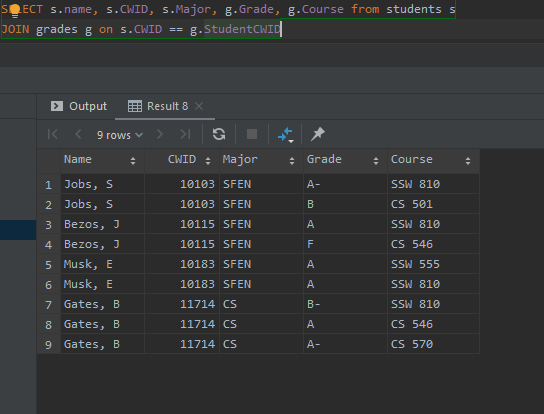 SELECT s.name, s.CWID, s.Major, g.Grade, g.Course from students s
JOIN grades g on s.CWID == g.StudentCWID
Output Result 8
9 rows
Name CWID Major Grade Course
1 Jobs, S 10103 SFEN A- SSW 810
2 Jobs, S 10103 SFEN B CS 501
3 Bezos, J 10115 SFEN A SSW 810
4 Bezos, J 10115 SFEN F CS 546
5 Musk, E 10183 SFEN A SSW 555
6 Musk, E 10183 SFEN A SSW 810
7 Gates, B 11714 CS B- SSW 810
8 Gates, B 11714 CS A CS 546
9 Gates, B 11714 CS A- CS 570